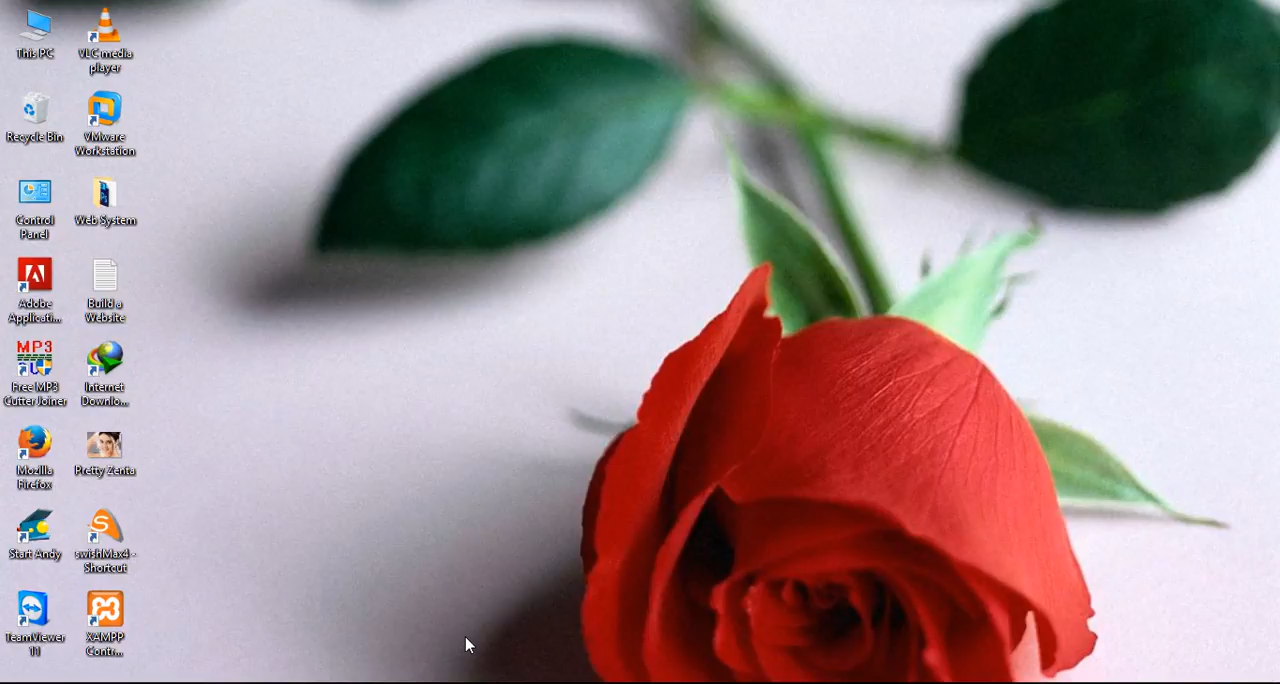 This PC
VLC media
player
Recycle Bin
VMware
Workstation
Control
Panel
Web System
Adobe
Applicati...
Build a
Website
MP3
Free MP3
Cutter Joiner
Internet
Downlo...
Mozilla
Firefox
Pretty Zenta
Start Andy
swishMax4 -
Shortcut
TeamViewer
11
XAMPP
Contr...